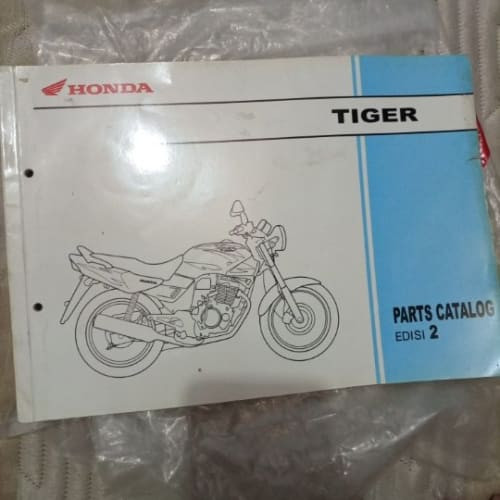 HONDA
TIGER
PARTS CATALOG
EDISI 2